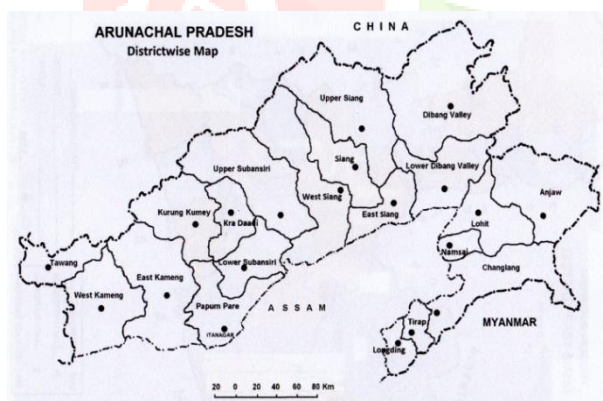 ARUNACHAL PRADESH
Districtwise Map
CHINA
Upper Siang
Dibang Valley
Siang
Lower Dibang Valley
Upper Subansiri
West Siang
Anjaw
East Siang
Kurung Kumey
Kra Daadi
Lohit
Namsai
Tawang
Lower Subansiri
Changlang
East Kameng
West Kameng
Papum Pare
ASSAM
ITANAGAR
Tirap
MYANMAR
Longding
20 0 20 40 60 80 Km